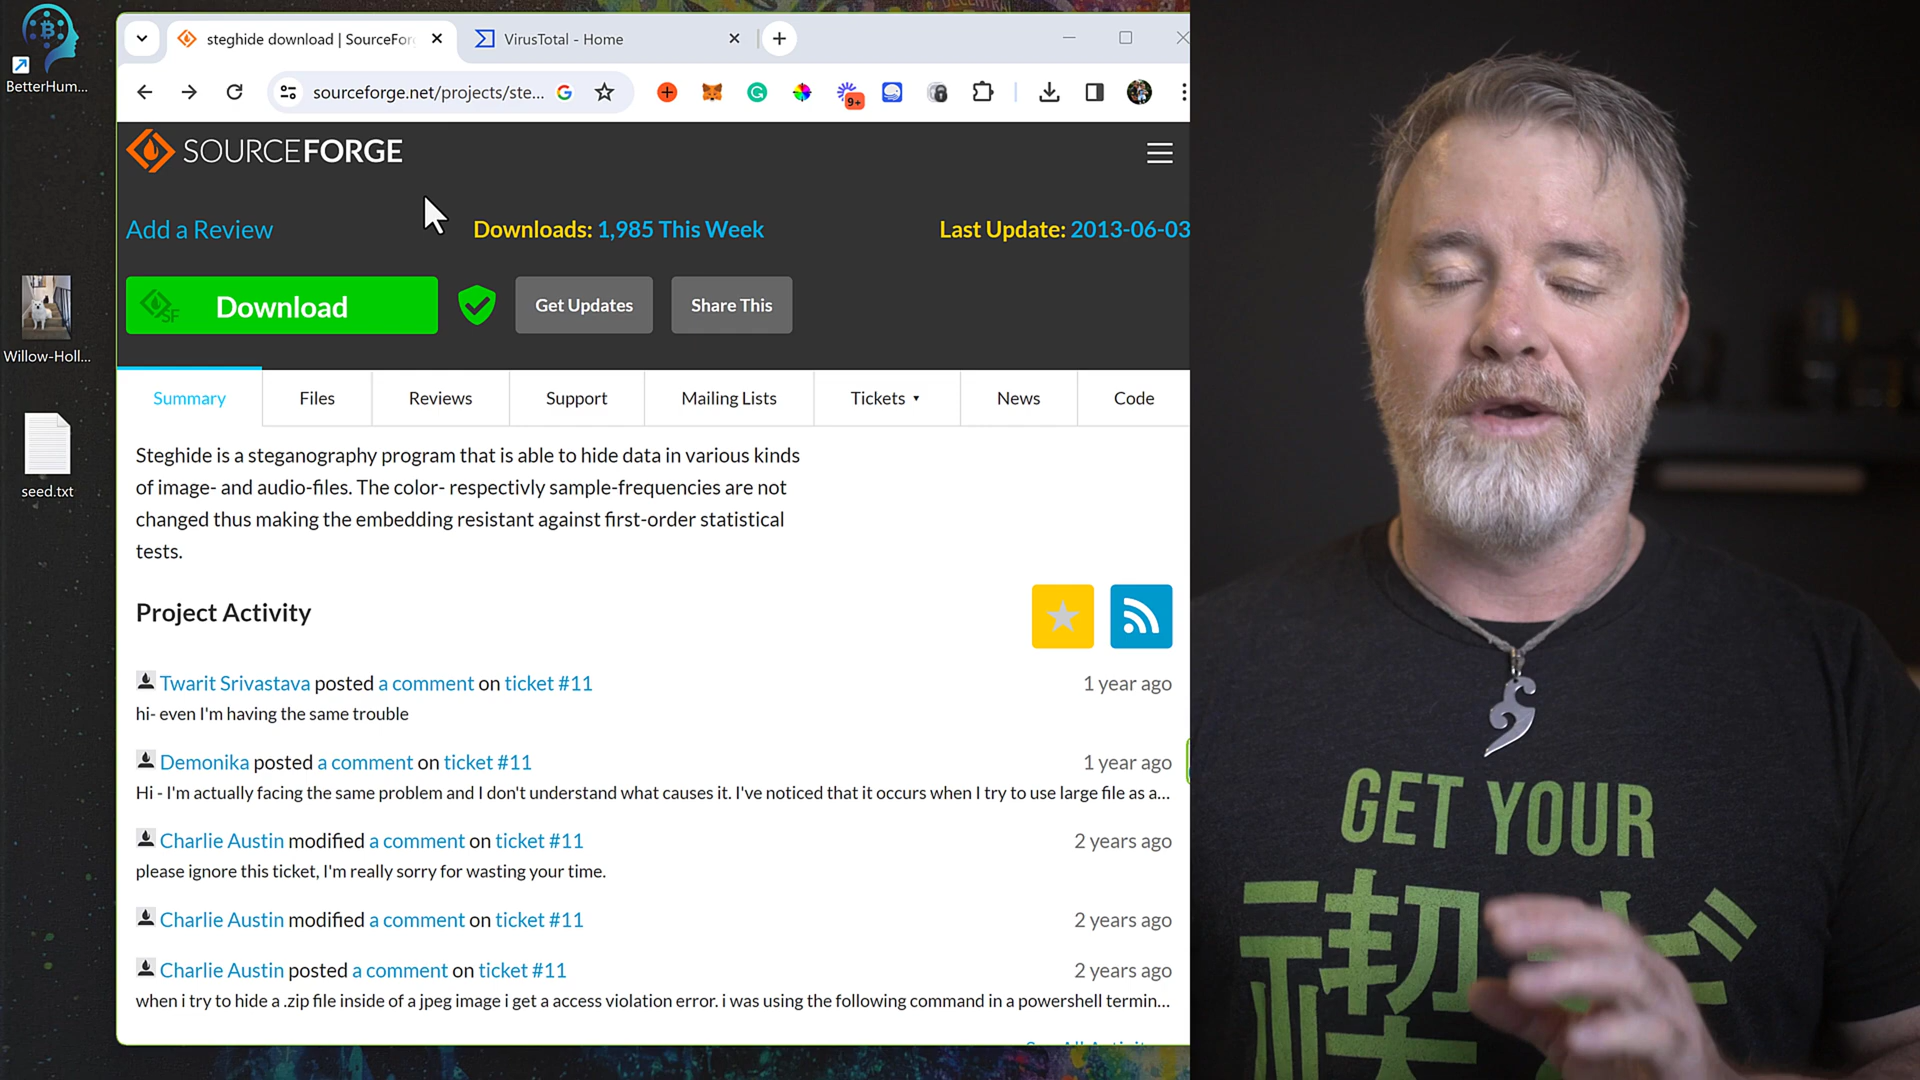 BetterHum...
Willow-Holl...
seed.txt
steghide download | SourceFor
VirusTotal - Home
sourceforge.net/projects/ste...
9+
SOURCEFORGE
Add a Review
Downloads: 1,985 This Week
Last Update: 2013-06-03
SF
Download
Get Updates
Share This
Summary
Files
Reviews
Support
Mailing Lists
Tickets
News
Code
Steghide is a steganography program that is able to hide data in various kinds
of image- and audio-files. The color- respectivly sample-frequencies are not
changed thus making the embedding resistant against first-order statistical
tests.
Project Activity
Twarit Srivastava posted a comment on ticket #11
1 year ago
hi- even I'm having the same trouble
Demonika posted a comment on ticket #11
1 year ago
Hi - I'm actually facing the same problem and I don't understand what causes it. I've noticed that it occurs when I try to use large file as a...
Charlie Austin modified a comment on ticket #11
2 years ago
please ignore this ticket, I'm really sorry for wasting your time.
Charlie Austin modified a comment on ticket #11
2 years ago
Charlie Austin posted a comment on ticket #11
2 years ago
when i try to hide a .zip file inside of a jpeg image i get a access violation error. i was using the following command in a powershell termin...
GET YOUR
禊